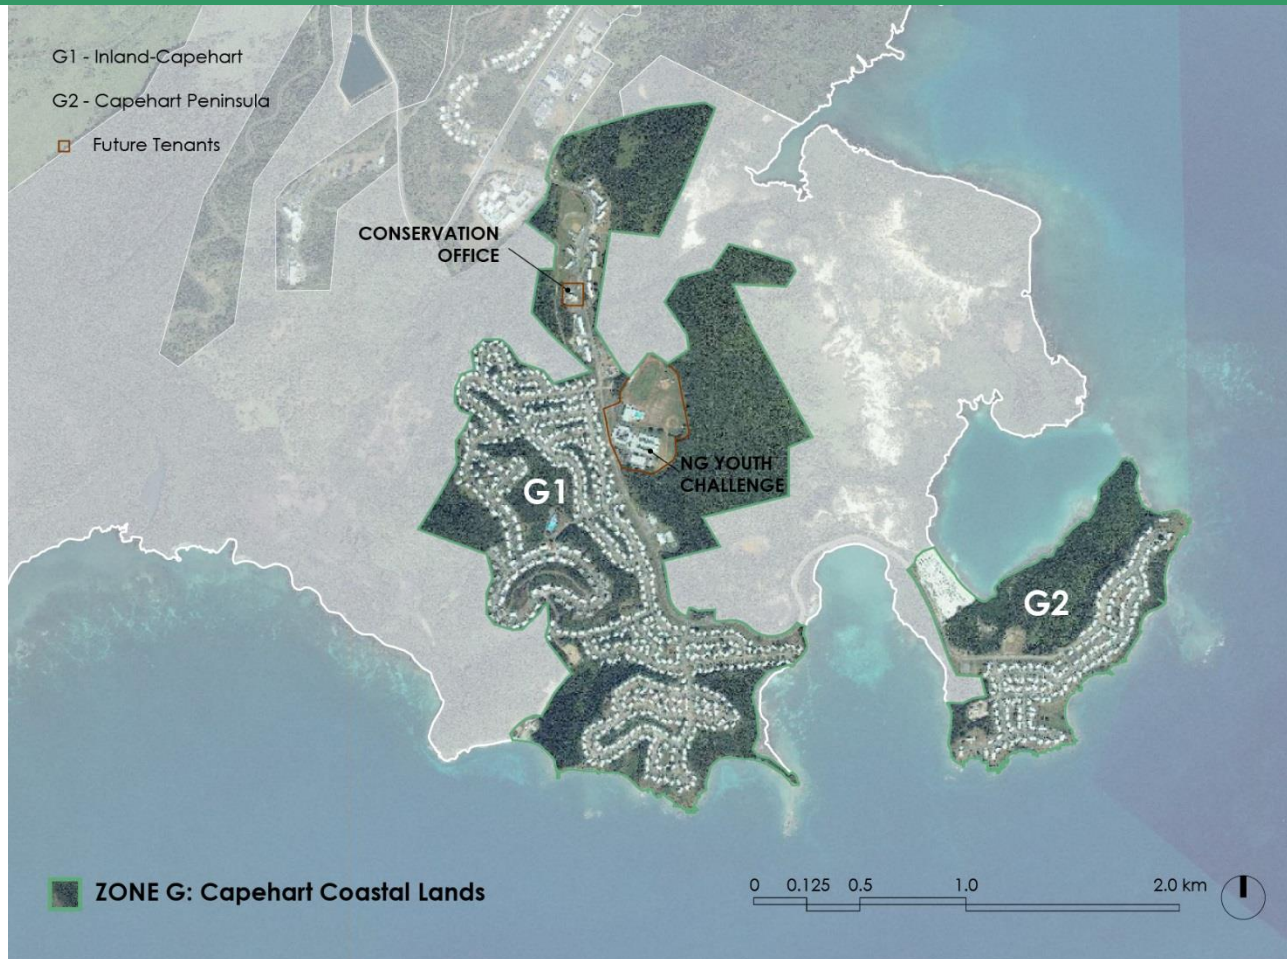 G1 - Inland-Capehart
G2 - Capehart Peninsula
Future Tenants
CONSERVATION
OFFICE
NG YOUTH
CHALLENGE
G1
G2
ZONE G: Capehart Coastal Lands
0 0.125 0.5 1.0 2.0 km